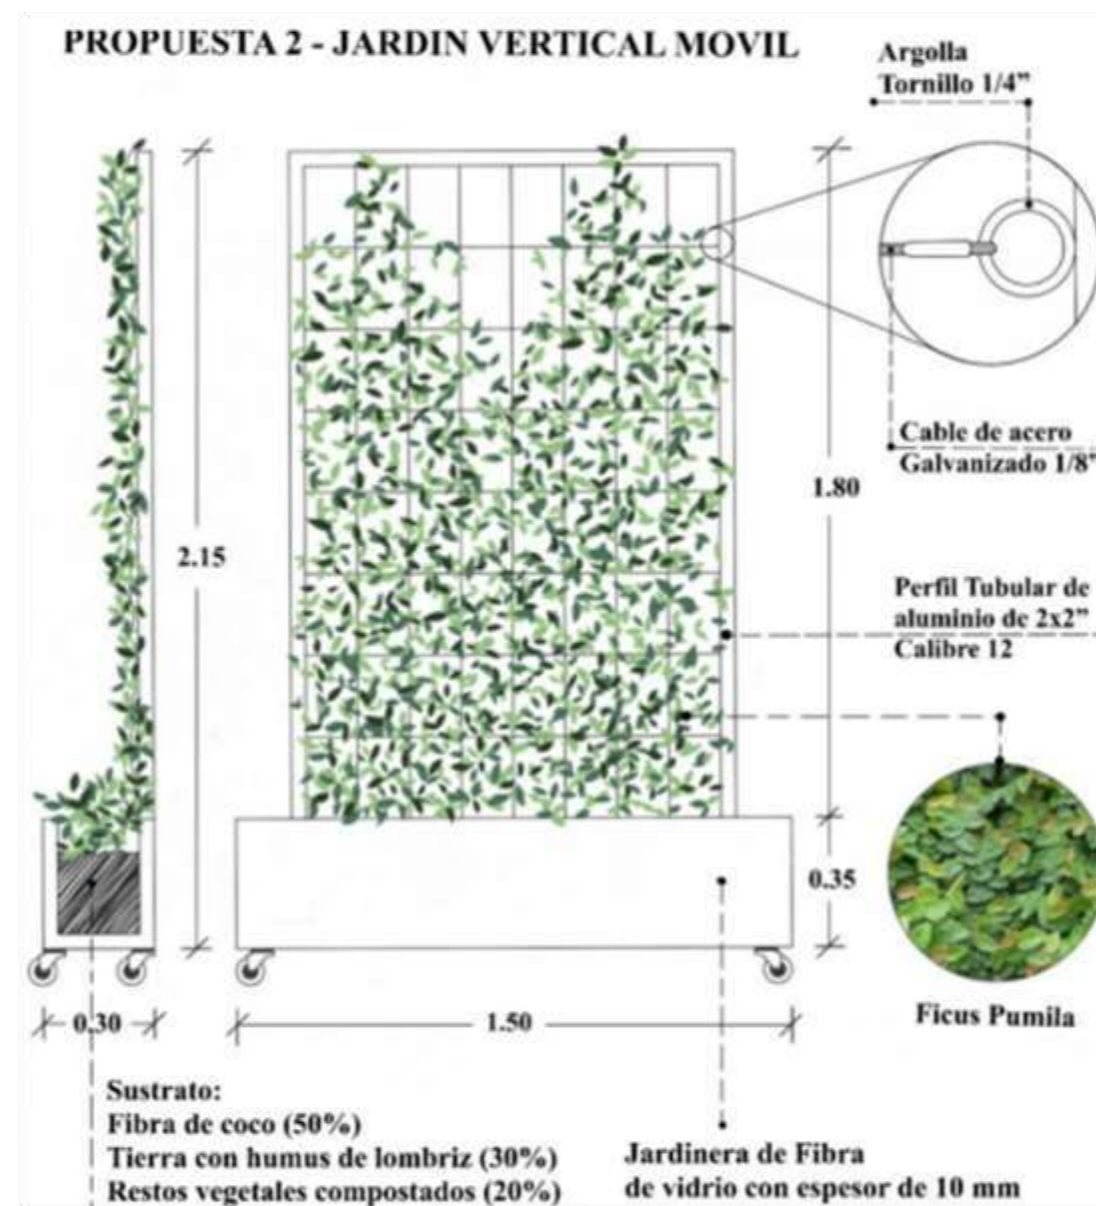 PROPUESTA 2 - JARDIN VERTICAL MOVIL
Argolla
Tornillo 1/4”
Cable de acero
Galvanizado 1/8”
1.80
2.15
Perfil Tubular de
aluminio de 2x2”
Calibre 12
0.35
Ficus Pumila
0.30
1.50
Sustrato:
Fibra de coco (50%)
Tierra con humus de lombriz (30%)
Restos vegetales compostados (20%)
Jardinera de Fibra
de vidrio con espesor de 10 mm